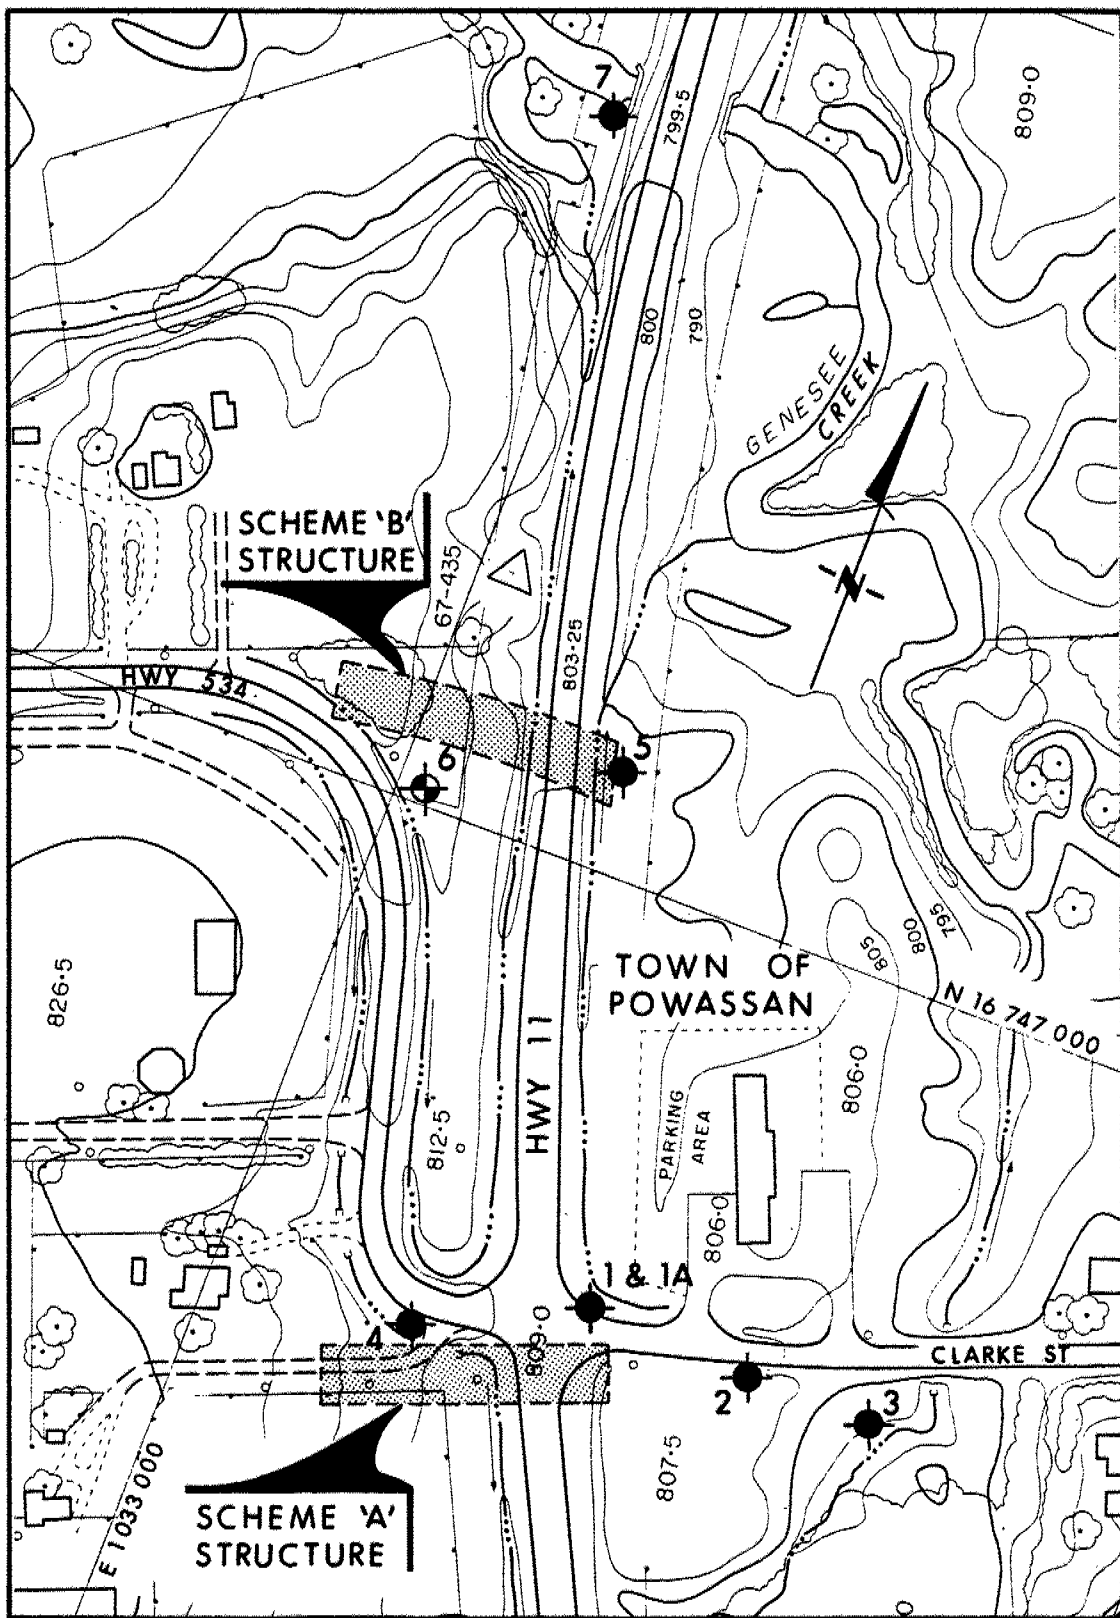 7
799.5
809.0
800
790
GENESEE
CREEK
SCHEME 'B'
STRUCTURE
67-435
803.25
N
HWY 534
5
6
TOWN OF
POWASSAN
805
800
795
N 16 747 000
826.5
HWY 11
812.5
PARKING
AREA
806.0
806.0
1 & 1A
4
809.0
CLARKE ST
2
3
807.5
E 1033 000
SCHEME 'A'
STRUCTURE